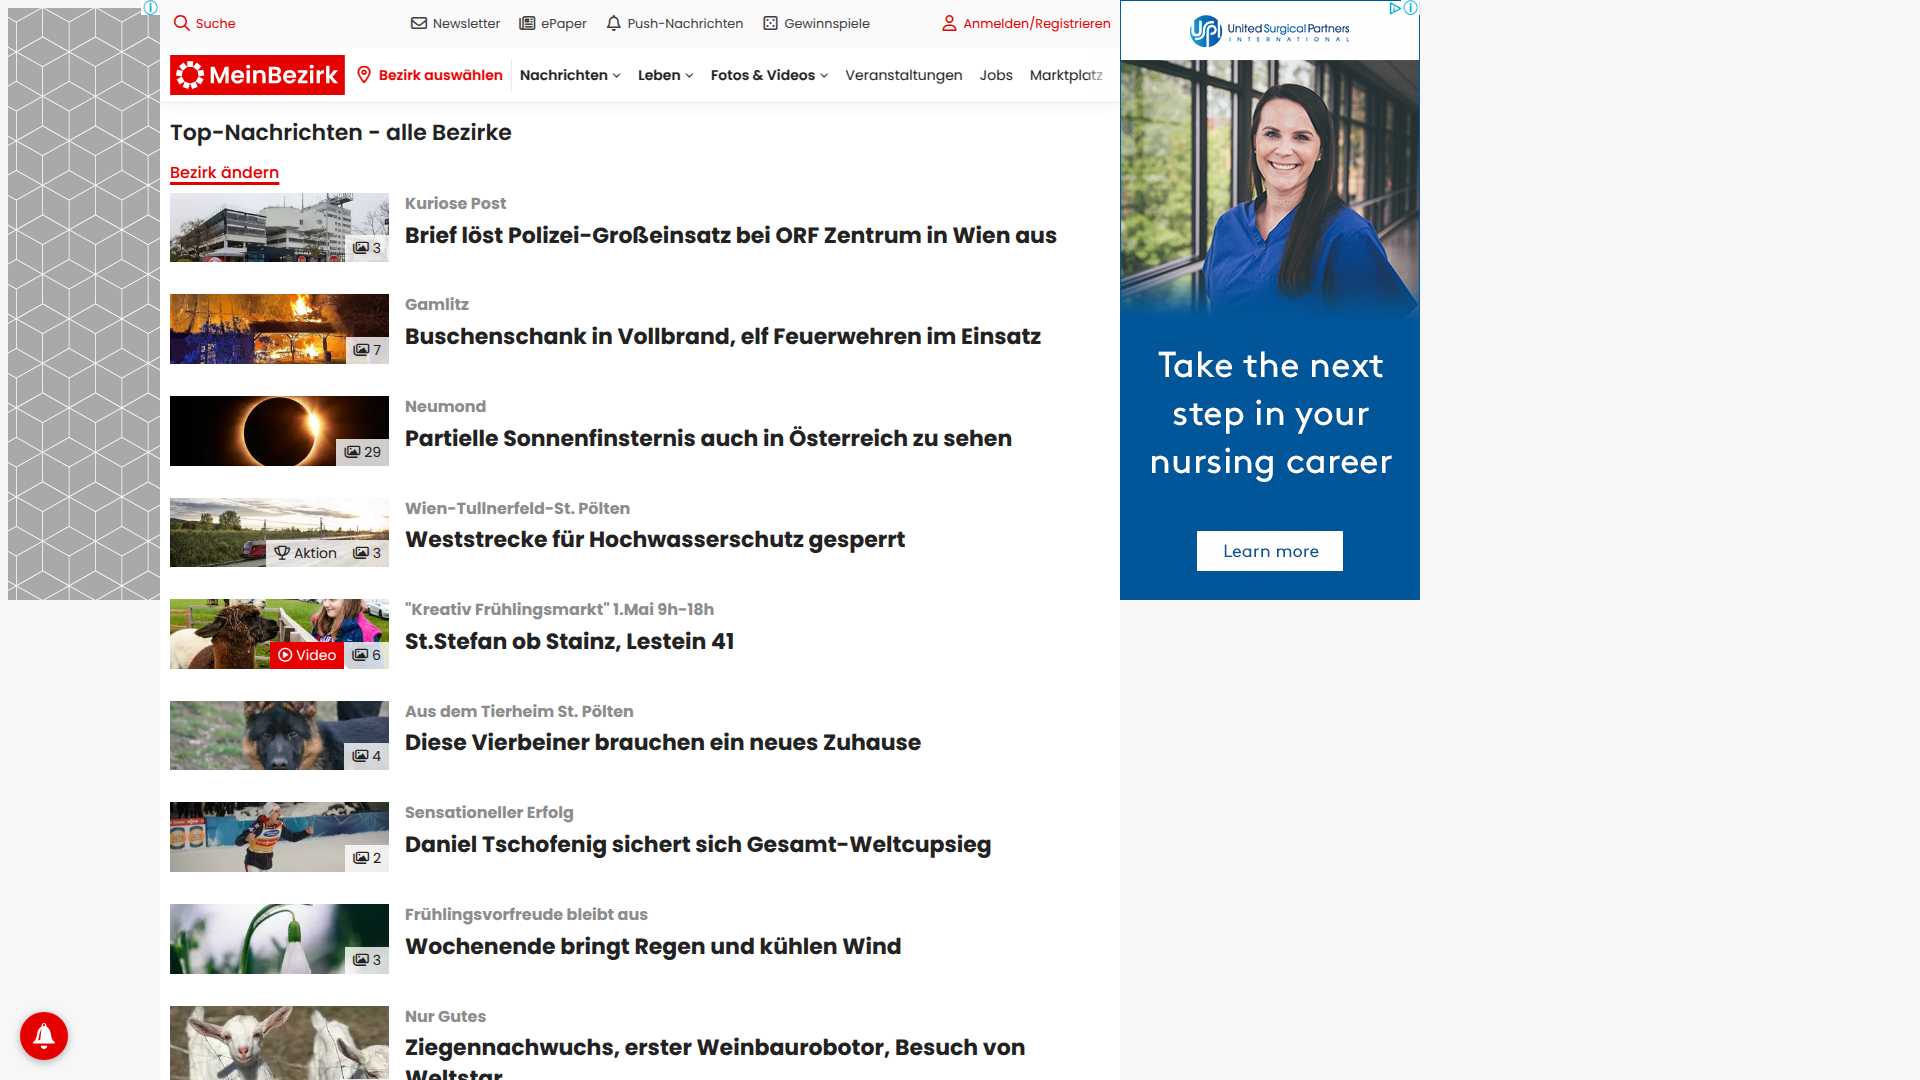 Suche
Newsletter
ePaper
Push-Nachrichten
Gewinnspiele
Anmelden/Registrieren
MeinBezirk
Bezirk auswählen
Nachrichten
Leben
Fotos & Videos
Veranstaltungen
Jobs
Marktplatz
Top-Nachrichten - alle Bezirke
Bezirk ändern
3
Kuriose Post
Brief löst Polizei-Großeinsatz bei ORF Zentrum in Wien aus
7
Gamlitz
Buschenschank in Vollbrand, elf Feuerwehren im Einsatz
29
Neumond
Partielle Sonnenfinsternis auch in Österreich zu sehen
Aktion
3
Wien-Tullnerfeld-St. Pölten
Weststrecke für Hochwasserschutz gesperrt
Video
6
"Kreativ Frühlingsmarkt" 1.Mai 9h-18h
St.Stefan ob Stainz, Lestein 41
4
Aus dem Tierheim St. Pölten
Diese Vierbeiner brauchen ein neues Zuhause
2
Sensationeller Erfolg
Daniel Tschofenig sichert sich Gesamt-Weltcupsieg
3
Frühlingsvorfreude bleibt aus
Wochenende bringt Regen und kühlen Wind
Nur Gutes
Ziegennachwuchs, erster Weinbaurobotor, Besuch von
Weltstar
USPI
United Surgical Partners
INTERNATIONAL
Take the next
step in your
nursing career
Learn more